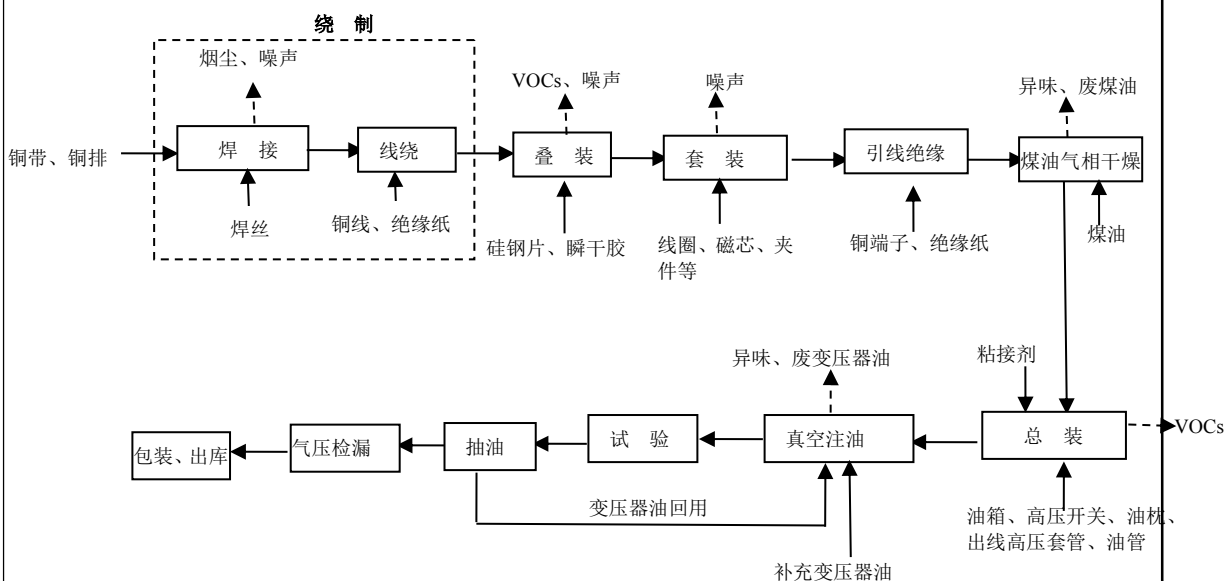 绕 制
烟尘、噪声
VOCs、噪声
噪声
异味、废煤油
铜带、铜排
焊 接
线绕
叠 装
套 装
引线绝缘
煤油气相干燥
焊丝
铜线、绝缘纸
硅钢片、瞬干胶
线圈、磁芯、夹
件等
铜端子、绝缘纸
煤油
异味、废变压器油
粘接剂
包装、出库
气压检漏
抽油
试 验
真空注油
总 装
VOCs
变压器油回用
油箱、高压开关、油枕、
出线高压套管、油管
补充变压器油